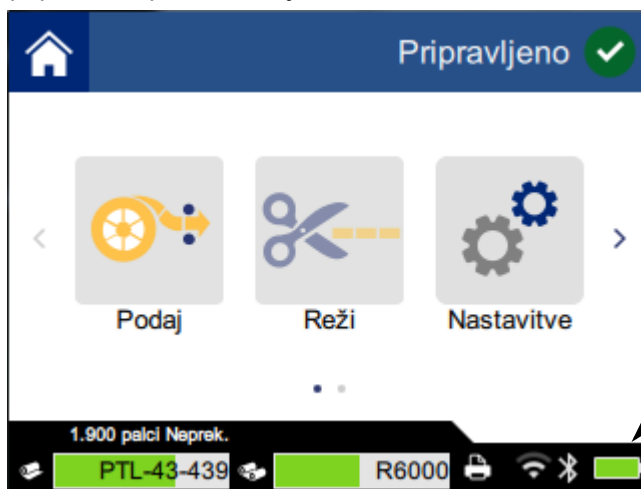 Pripravljeno
Podaj
Reži
Nastavitve
1.900 palci Neprek.
PTL-43-439
R6000